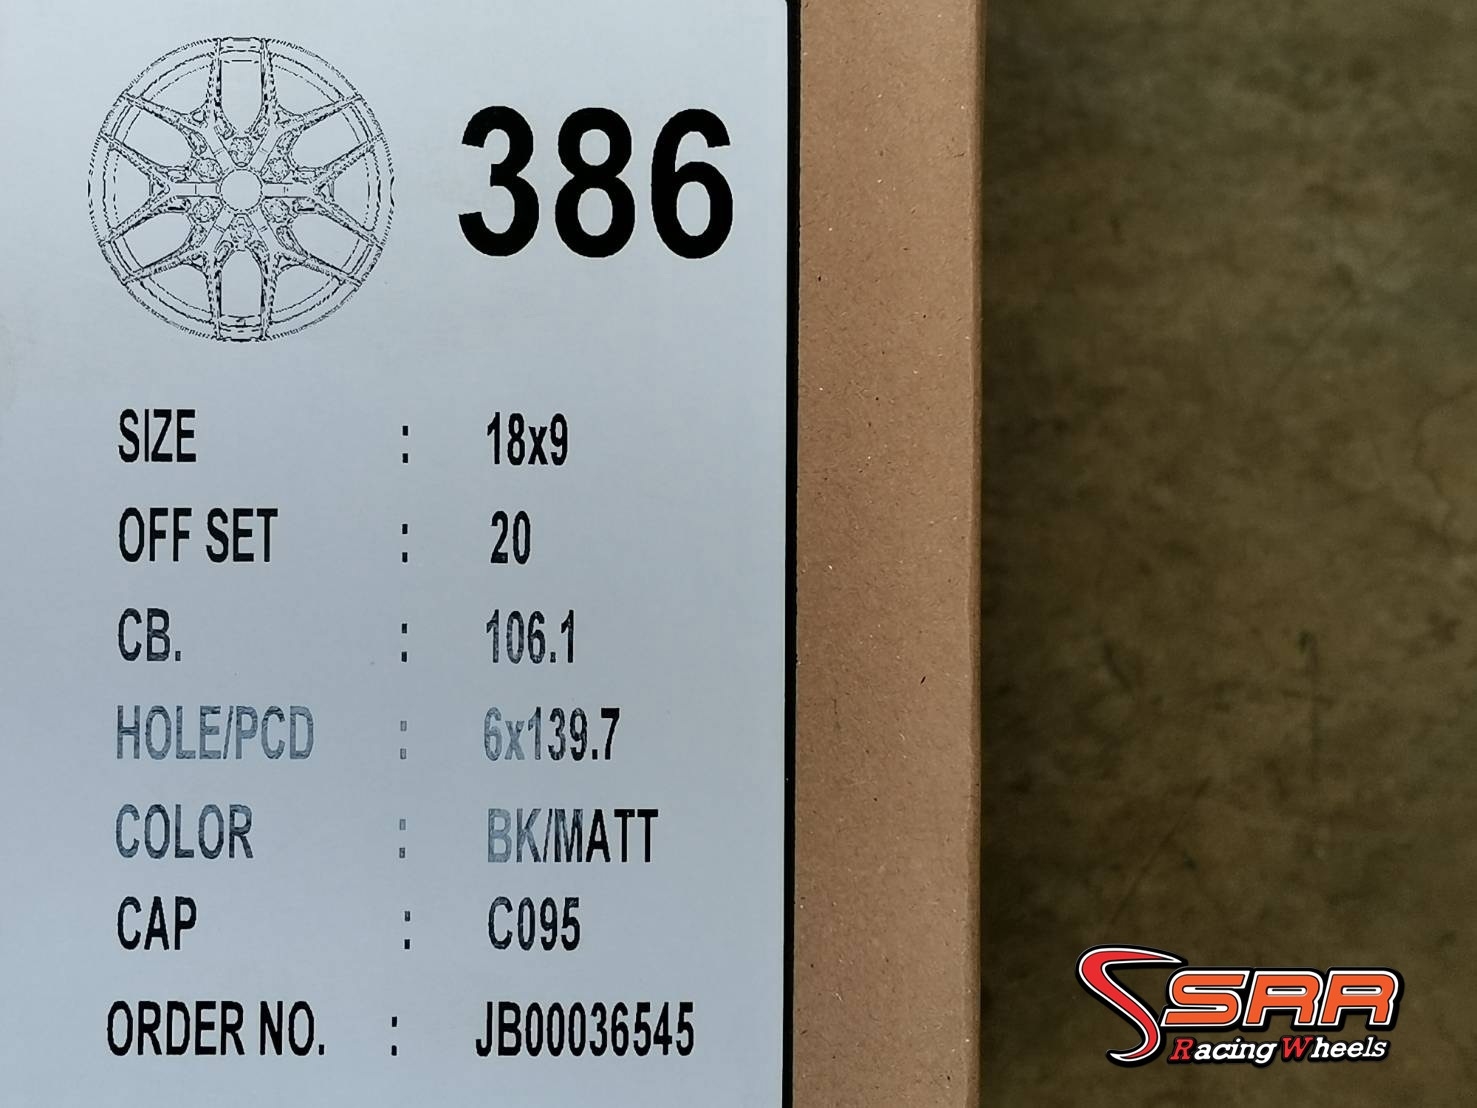 386
SIZE : 18x9
OFF SET : 20
CB. : 106.1
HOLE/PCD : 6x139.7
COLOR : BK/MATT
CAP : C095
ORDER NO. : JB00036545
SRR
Racing Wheels